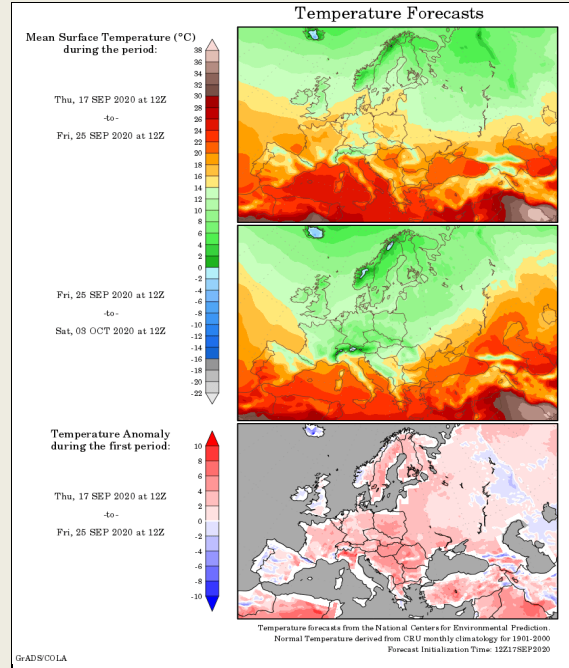 Temperature Forecasts
Mean Surface Temperature (°C)
during the period:
Thu, 17 SEP 2020 at 12Z
-to-
Fri, 25 SEP 2020 at 12Z
38
36
34
32
30
28
26
24
22
20
18
16
14
12
10
8
6
4
2
0
-2
-4
-6
-8
-10
-12
-14
-16
-18
-20
-22
Fri, 25 SEP 2020 at 12Z
-to-
Sat, 03 OCT 2020 at 12Z
Temperature Anomaly
during the first period:
Thu, 17 SEP 2020 at 12Z
-to-
Fri, 25 SEP 2020 at 12Z
10
8
6
4
2
0
-2
-4
-6
-8
-10
Temperature forecasts from the National Centers for Environmental Prediction.
Normal Temperature derived from CRU monthly climatology for 1901-2000
Forecast Initialization Time: 12Z17SEP2020
GrADS/COLA